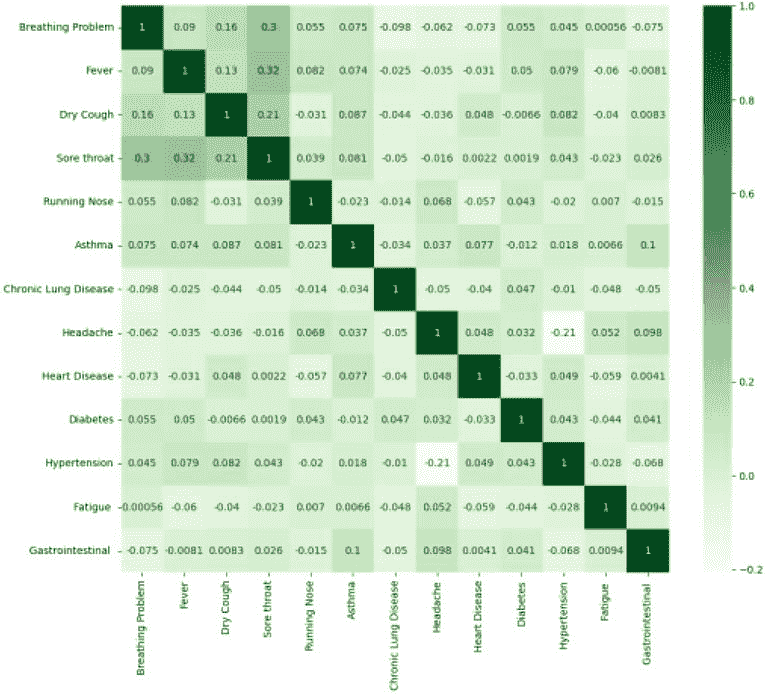 Breathing Problem 1 0.09 0.16 0.3 0.055 0.075 -0.098 -0.062 -0.073 0.055 0.045 0.00056 -0.075
Fever 0.09 1 0.13 0.32 0.082 0.074 -0.025 -0.035 -0.031 0.05 0.079 -0.06 -0.0081
Dry Cough 0.16 0.13 1 0.21 -0.031 0.087 -0.044 -0.036 0.048 -0.0066 0.082 -0.04 0.0083
Sore throat 0.3 0.32 0.21 1 0.039 0.081 -0.05 -0.016 0.0022 0.0019 0.043 -0.023 0.026
Running Nose 0.055 0.082 -0.031 0.039 1 -0.023 -0.014 0.068 -0.057 0.043 -0.02 0.007 -0.015
Asthma 0.075 0.074 0.087 0.081 -0.023 1 -0.034 0.037 0.077 -0.012 0.018 0.0066 0.1
Chronic Lung Disease -0.098 -0.025 -0.044 -0.05 -0.014 -0.034 1 -0.05 -0.04 0.047 -0.01 -0.048 -0.05
Headache -0.062 -0.035 -0.036 -0.016 0.068 0.037 -0.05 1 0.048 0.032 -0.21 0.052 0.098
Heart Disease -0.073 -0.031 0.048 0.0022 -0.057 0.077 -0.04 0.048 1 -0.033 0.049 -0.059 0.0041
Diabetes 0.055 0.05 -0.0066 0.0019 0.043 -0.012 0.047 0.032 -0.033 1 0.043 -0.044 0.041
Hypertension 0.045 0.079 0.082 0.043 -0.02 0.018 -0.01 -0.21 0.049 0.043 1 -0.028 -0.068
Fatigue -0.00056 -0.06 -0.04 -0.023 0.007 0.0066 -0.048 0.052 -0.059 -0.044 -0.028 1 0.0094
Gastrointestinal -0.075 -0.0081 0.0083 0.026 -0.015 0.1 -0.05 0.098 0.0041 0.041 -0.068 0.0094 1
Breathing Problem
Fever
Dry Cough
Sore throat
Running Nose
Asthma
Chronic Lung Disease
Headache
Heart Disease
Diabetes
Hypertension
Fatigue
Gastrointestinal
1.0
0.8
0.6
0.4
0.2
0.0
-0.2